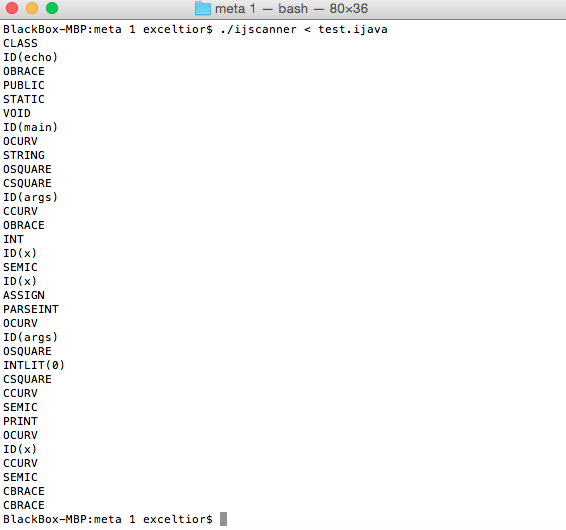 meta 1 — bash — 80×36
BlackBox-MBP:meta 1 exceltior$ ./ijscanner < test.ijava
CLASS
ID(echo)
OBRACE
PUBLIC
STATIC
VOID
ID(main)
OCURV
STRING
OSQUARE
CSQUARE
ID(args)
CCURV
OBRACE
INT
ID(x)
SEMIC
ID(x)
ASSIGN
PARSEINT
OCURV
ID(args)
OSQUARE
INTLIT(0)
CSQUARE
CCURV
SEMIC
PRINT
OCURV
ID(x)
CCURV
SEMIC
CBRACE
CBRACE
BlackBox-MBP:meta 1 exceltior$